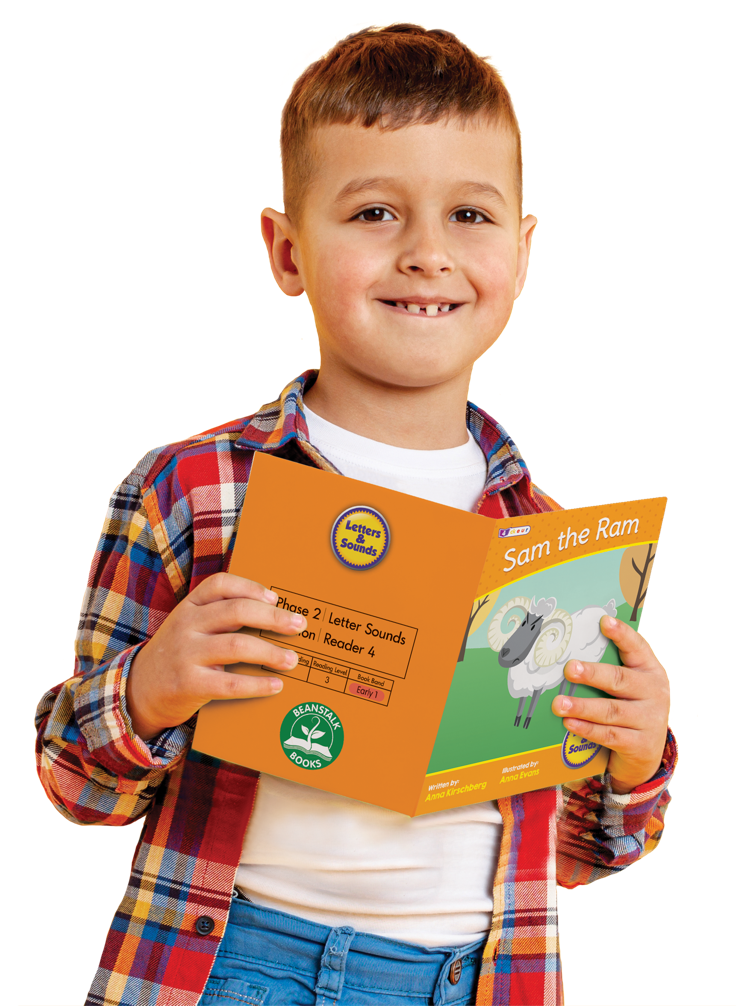 Letters
&
Sounds
Phase 2 | Letter Sounds
Reader 4
Reading Level
Book Band
3
Early 1
BEANSTALK
BOOKS
Sam the Ram
Sounds
Written by-
Anna Kirschberg
Illustrated by-
Anna Evans